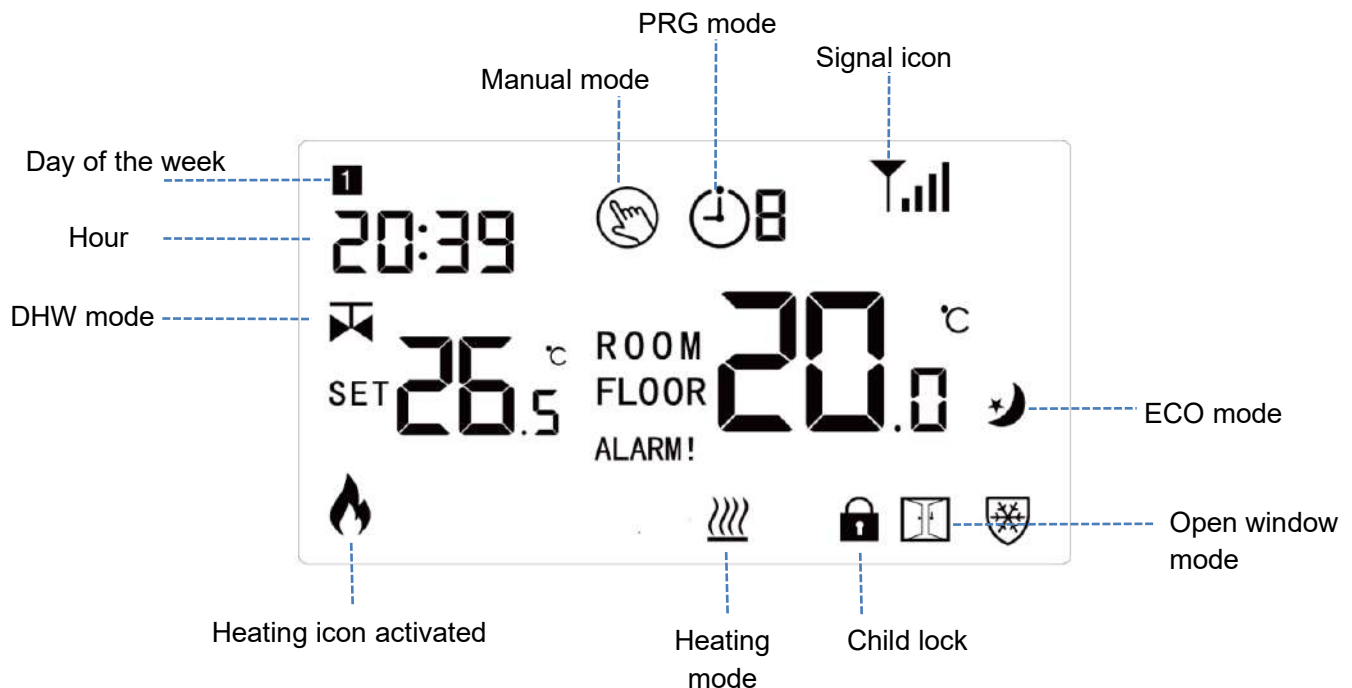 PRG mode
Signal icon
Manual mode
Day of the week
1
Hour
20:39
8
DHW mode
SET 26.5 °C
ROOM
FLOOR
ALARM!
20.0 °C
ECO mode
Open window
mode
Heating icon activated
Heating
mode
Child lock